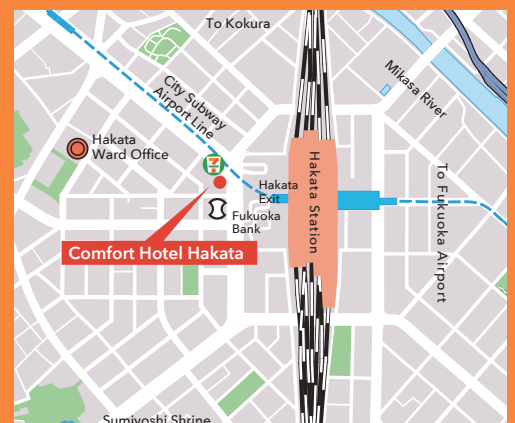 To Kokura
City Subway
Airport Line
Mikasa River
Hakata
Ward Office
7
Hakata
Exit
Hakata Station
To Fukuoka Airport
Fukuoka
Bank
Comfort Hotel Hakata
Sumiyoshi Shrine